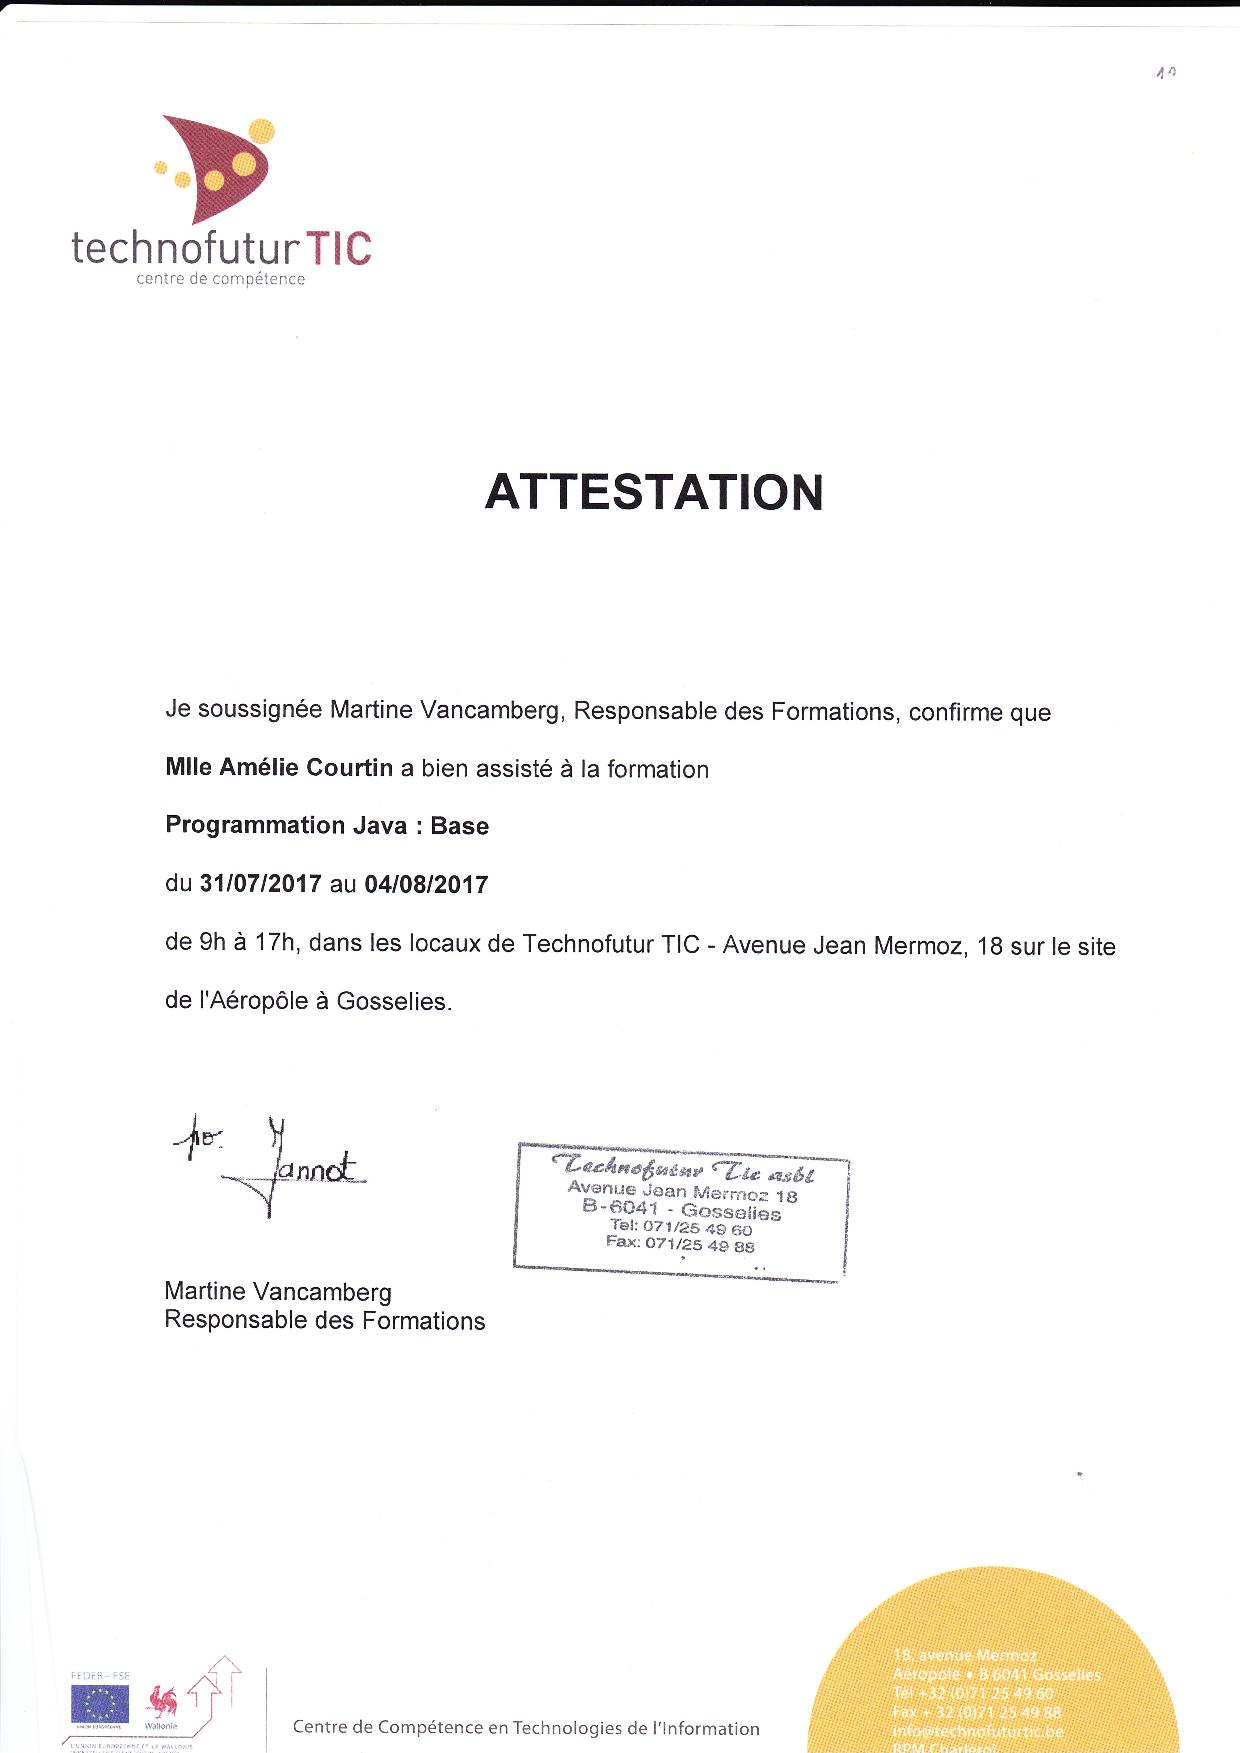 technofutur TIC
centre de compétence
ATTESTATION
Je soussignée Martine Vancamberg, Responsable des Formations, confirme que
Mlle Amélie Courtin a bien assisté à la formation
Programmation Java : Base
du 31/07/2017 au 04/08/2017
de 9h à 17h, dans les locaux de Technofutur TIC - Avenue Jean Mermoz, 18 sur le site
de l'Aéropôle à Gosselies.
po. Y
Jannot
Technofutur Tic asbl
Avenue Jean Mermoz 18
B-6041 - Gosselies
Tel: 071/25 49 60
Fax: 071/25 49 88
Martine Vancamberg
Responsable des Formations
18, avenue Mermoz
Aéropole • B 6041 Gosselies
Tél +32 (0)71 25 49 60
Fax + 32 (0)71 25 49 88
info@technofuturtic.be
RPM Charleroi
FEDER - FSE
UNION EUROPEENNE
Wallonie
L'UNION EUROPÉENNE ET LA WALLONIE
Centre de Compétence en Technologies de l'Information